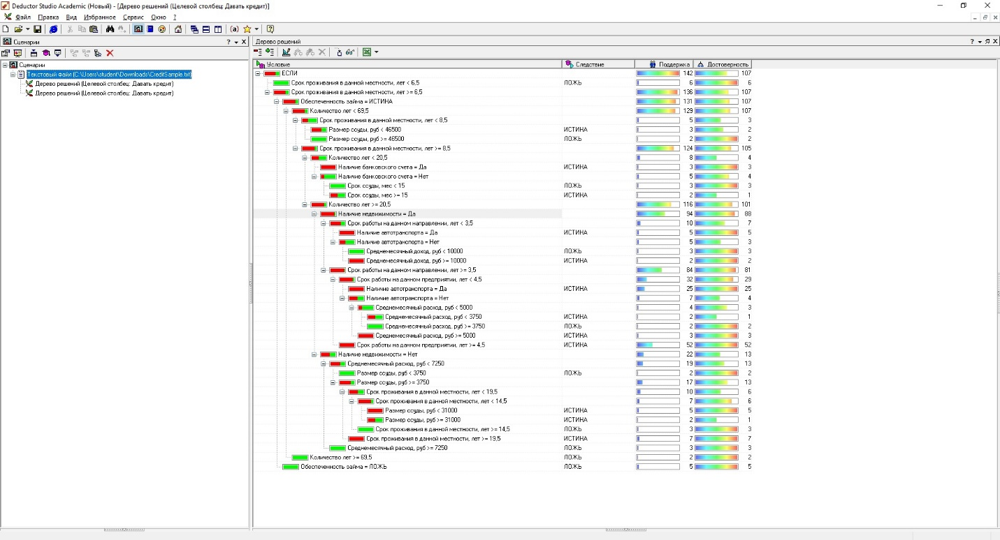 Deductor Studio Academic (Новый) - [Дерево решений (Целевой столбец: Давать кредит)]
Файл Правка Вид Избранное Сервис Окно ?
Сценарии
Дерево решений
Сценарии
Текстовый файл (C:\Users\student\Downloads\CreditSample.txt)
Дерево решений (Целевой столбец: Давать кредит)
Дерево решений (Целевой столбец: Давать кредит)
Условие Следствие Поддержка Достоверность
ЕСЛИ 142 107
Срок проживания в данной местности, лет < 6,5 ЛОЖЬ 6 6
Срок проживания в данной местности, лет >= 6,5 136 107
Обеспеченность займа = ИСТИНА 131 107
Количество лет < 69,5 129 107
Срок проживания в данной местности, лет < 8,5 5 3
Размер ссуды, руб < 46500 ИСТИНА 3 2
Размер ссуды, руб >= 46500 ЛОЖЬ 2 2
Срок проживания в данной местности, лет >= 8,5 124 105
Количество лет < 20,5 8 4
Наличие банковского счета = Да ИСТИНА 3 3
Наличие банковского счета = Нет 5 4
Срок ссуды, мес < 15 ЛОЖЬ 3 3
Срок ссуды, мес >= 15 ИСТИНА 2 1
Количество лет >= 20,5 116 101
Наличие недвижимости = Да 94 88
Срок работы на данном направлении, лет < 3,5 10 7
Наличие автотранспорта = Да ИСТИНА 5 5
Наличие автотранспорта = Нет 5 3
Среднемесячный доход, руб < 10000 ЛОЖЬ 3 3
Среднемесячный доход, руб >= 10000 ИСТИНА 2 2
Срок работы на данном направлении, лет >= 3,5 84 81
Срок работы на данном предприятии, лет < 4,5 32 29
Наличие автотранспорта = Да ИСТИНА 25 25
Наличие автотранспорта = Нет 7 4
Среднемесячный расход, руб < 5000 4 3
Среднемесячный расход, руб < 3750 ИСТИНА 2 1
Среднемесячный расход, руб >= 3750 ЛОЖЬ 2 2
Среднемесячный расход, руб >= 5000 ИСТИНА 3 3
Срок работы на данном предприятии, лет >= 4,5 ИСТИНА 52 52
Наличие недвижимости = Нет 22 13
Среднемесячный расход, руб < 7250 19 13
Размер ссуды, руб < 3750 ЛОЖЬ 2 2
Размер ссуды, руб >= 3750 17 13
Срок проживания в данной местности, лет < 19,5 10 6
Срок проживания в данной местности, лет < 14,5 7 6
Размер ссуды, руб < 31000 ИСТИНА 5 5
Размер ссуды, руб >= 31000 ИСТИНА 2 1
Срок проживания в данной местности, лет >= 14,5 ЛОЖЬ 3 3
Срок проживания в данной местности, лет >= 19,5 ИСТИНА 7 7
Среднемесячный расход, руб >= 7250 ЛОЖЬ 3 3
Количество лет >= 69,5 ЛОЖЬ 2 2
Обеспеченность займа = ЛОЖЬ ЛОЖЬ 5 5